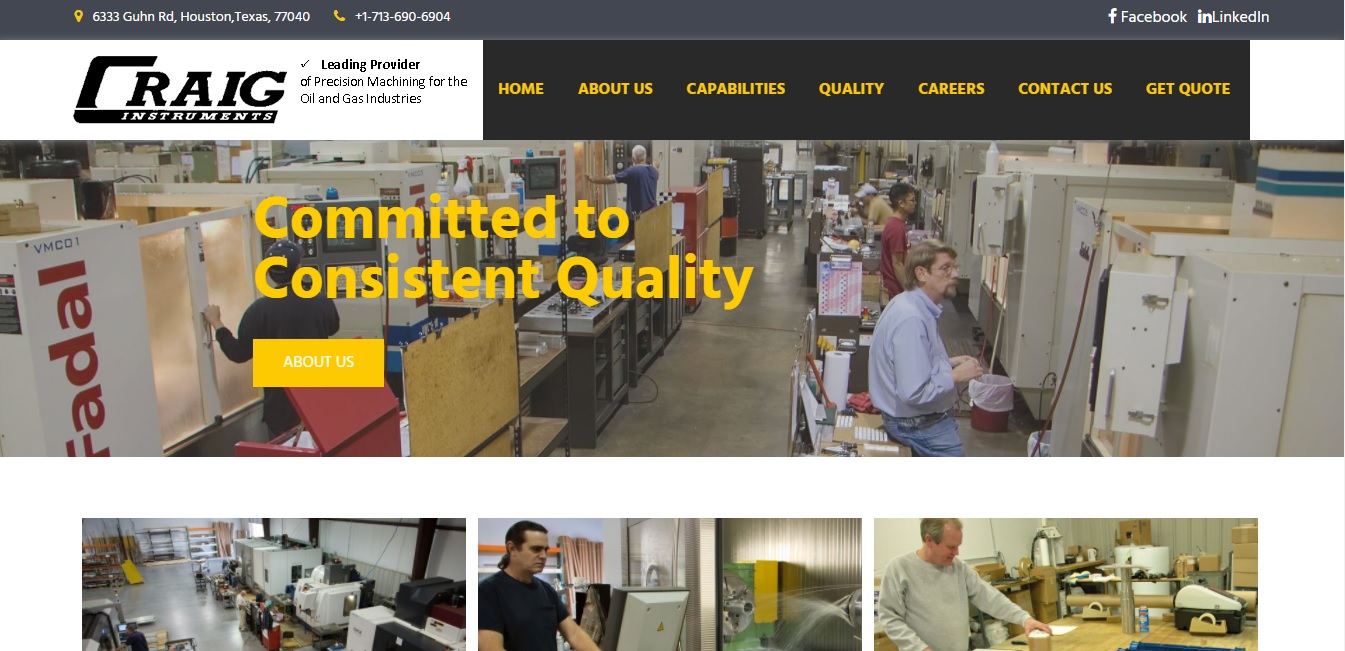 6333 Guhn Rd, Houston,Texas, 77040 +1-713-690-6904 Facebook LinkedIn
CRAIG
INSTRUMENTS
✓ Leading Provider
of Precision Machining for the
Oil and Gas Industries
HOME ABOUT US CAPABILITIES QUALITY CAREERS CONTACT US GET QUOTE
VMC01
Fadal
Committed to
Consistent Quality
ABOUT US